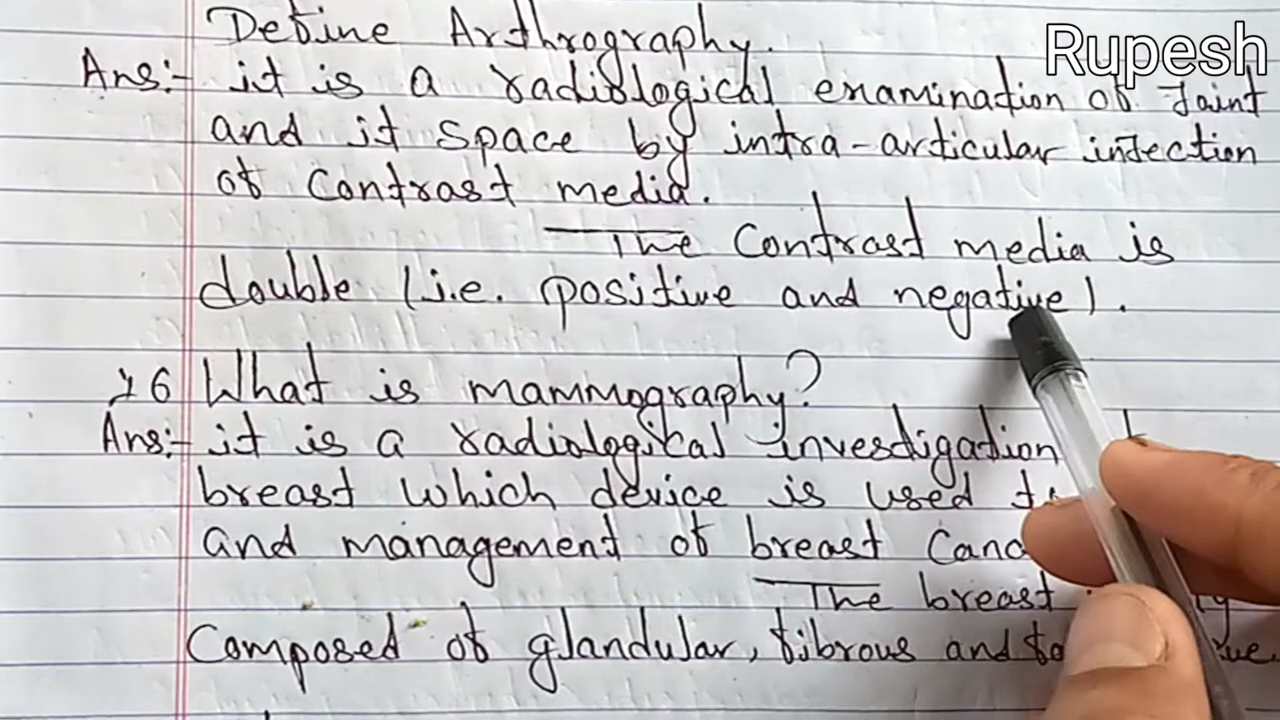 Rupesh
Define Arthrography.
Ans:- it is a radiological examination of Joint
and it space by intra-articular injection
of Contrast media.
The Contrast media is
double (i.e. positive and negative).
16 What is mammography?
Ans:- it is a radiological investigation
breast which device is used to
and management of breast
The breast
Composed of glandular, fibrous and